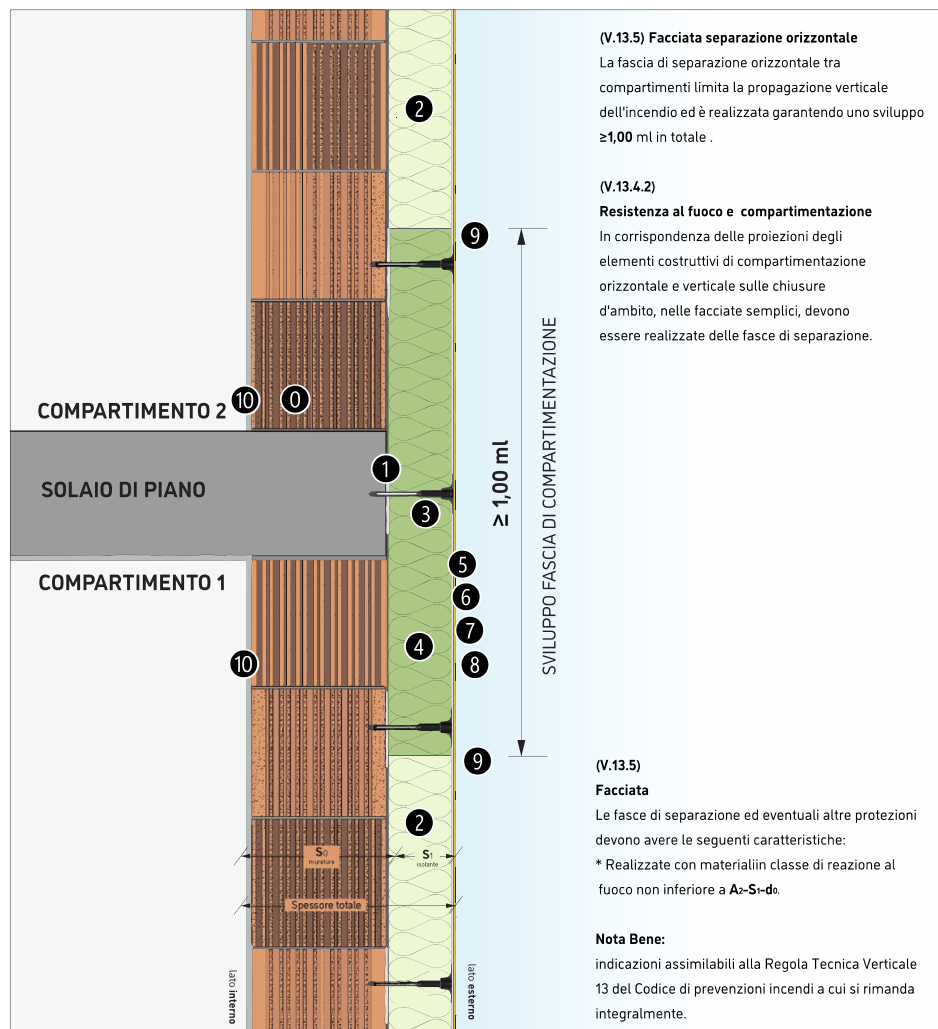 (V.13.5) Facciata separazione orizzontale
La fascia di separazione orizzontale tra
compartimenti limita la propagazione verticale
dell'incendio ed è realizzata garantendo uno sviluppo
≥1,00 ml in totale .
(V.13.4.2)
Resistenza al fuoco e compartimentazione
In corrispondenza delle proiezioni degli
elementi costruttivi di compartimentazione
orizzontale e verticale sulle chiusure
d'ambito, nelle facciate semplici, devono
essere realizzate delle fasce di separazione.
2
9
10
0
COMPARTIMENTO 2
1
SOLAIO DI PIANO
3
≥ 1,00 ml
SVILUPPO FASCIA DI COMPARTIMENTAZIONE
5
COMPARTIMENTO 1
6
7
4
10
8
9
2
S0
muratura
S1
isolante
Spessore totale
lato interno
lato esterno
(V.13.5)
Facciata
Le fasce di separazione ed eventuali altre protezioni
devono avere le seguenti caratteristiche:
* Realizzate con materialiin classe di reazione al
fuoco non inferiore a A2-S1-d0.
Nota Bene:
indicazioni assimilabili alla Regola Tecnica Verticale
13 del Codice di prevenzioni incendi a cui si rimanda
integralmente.